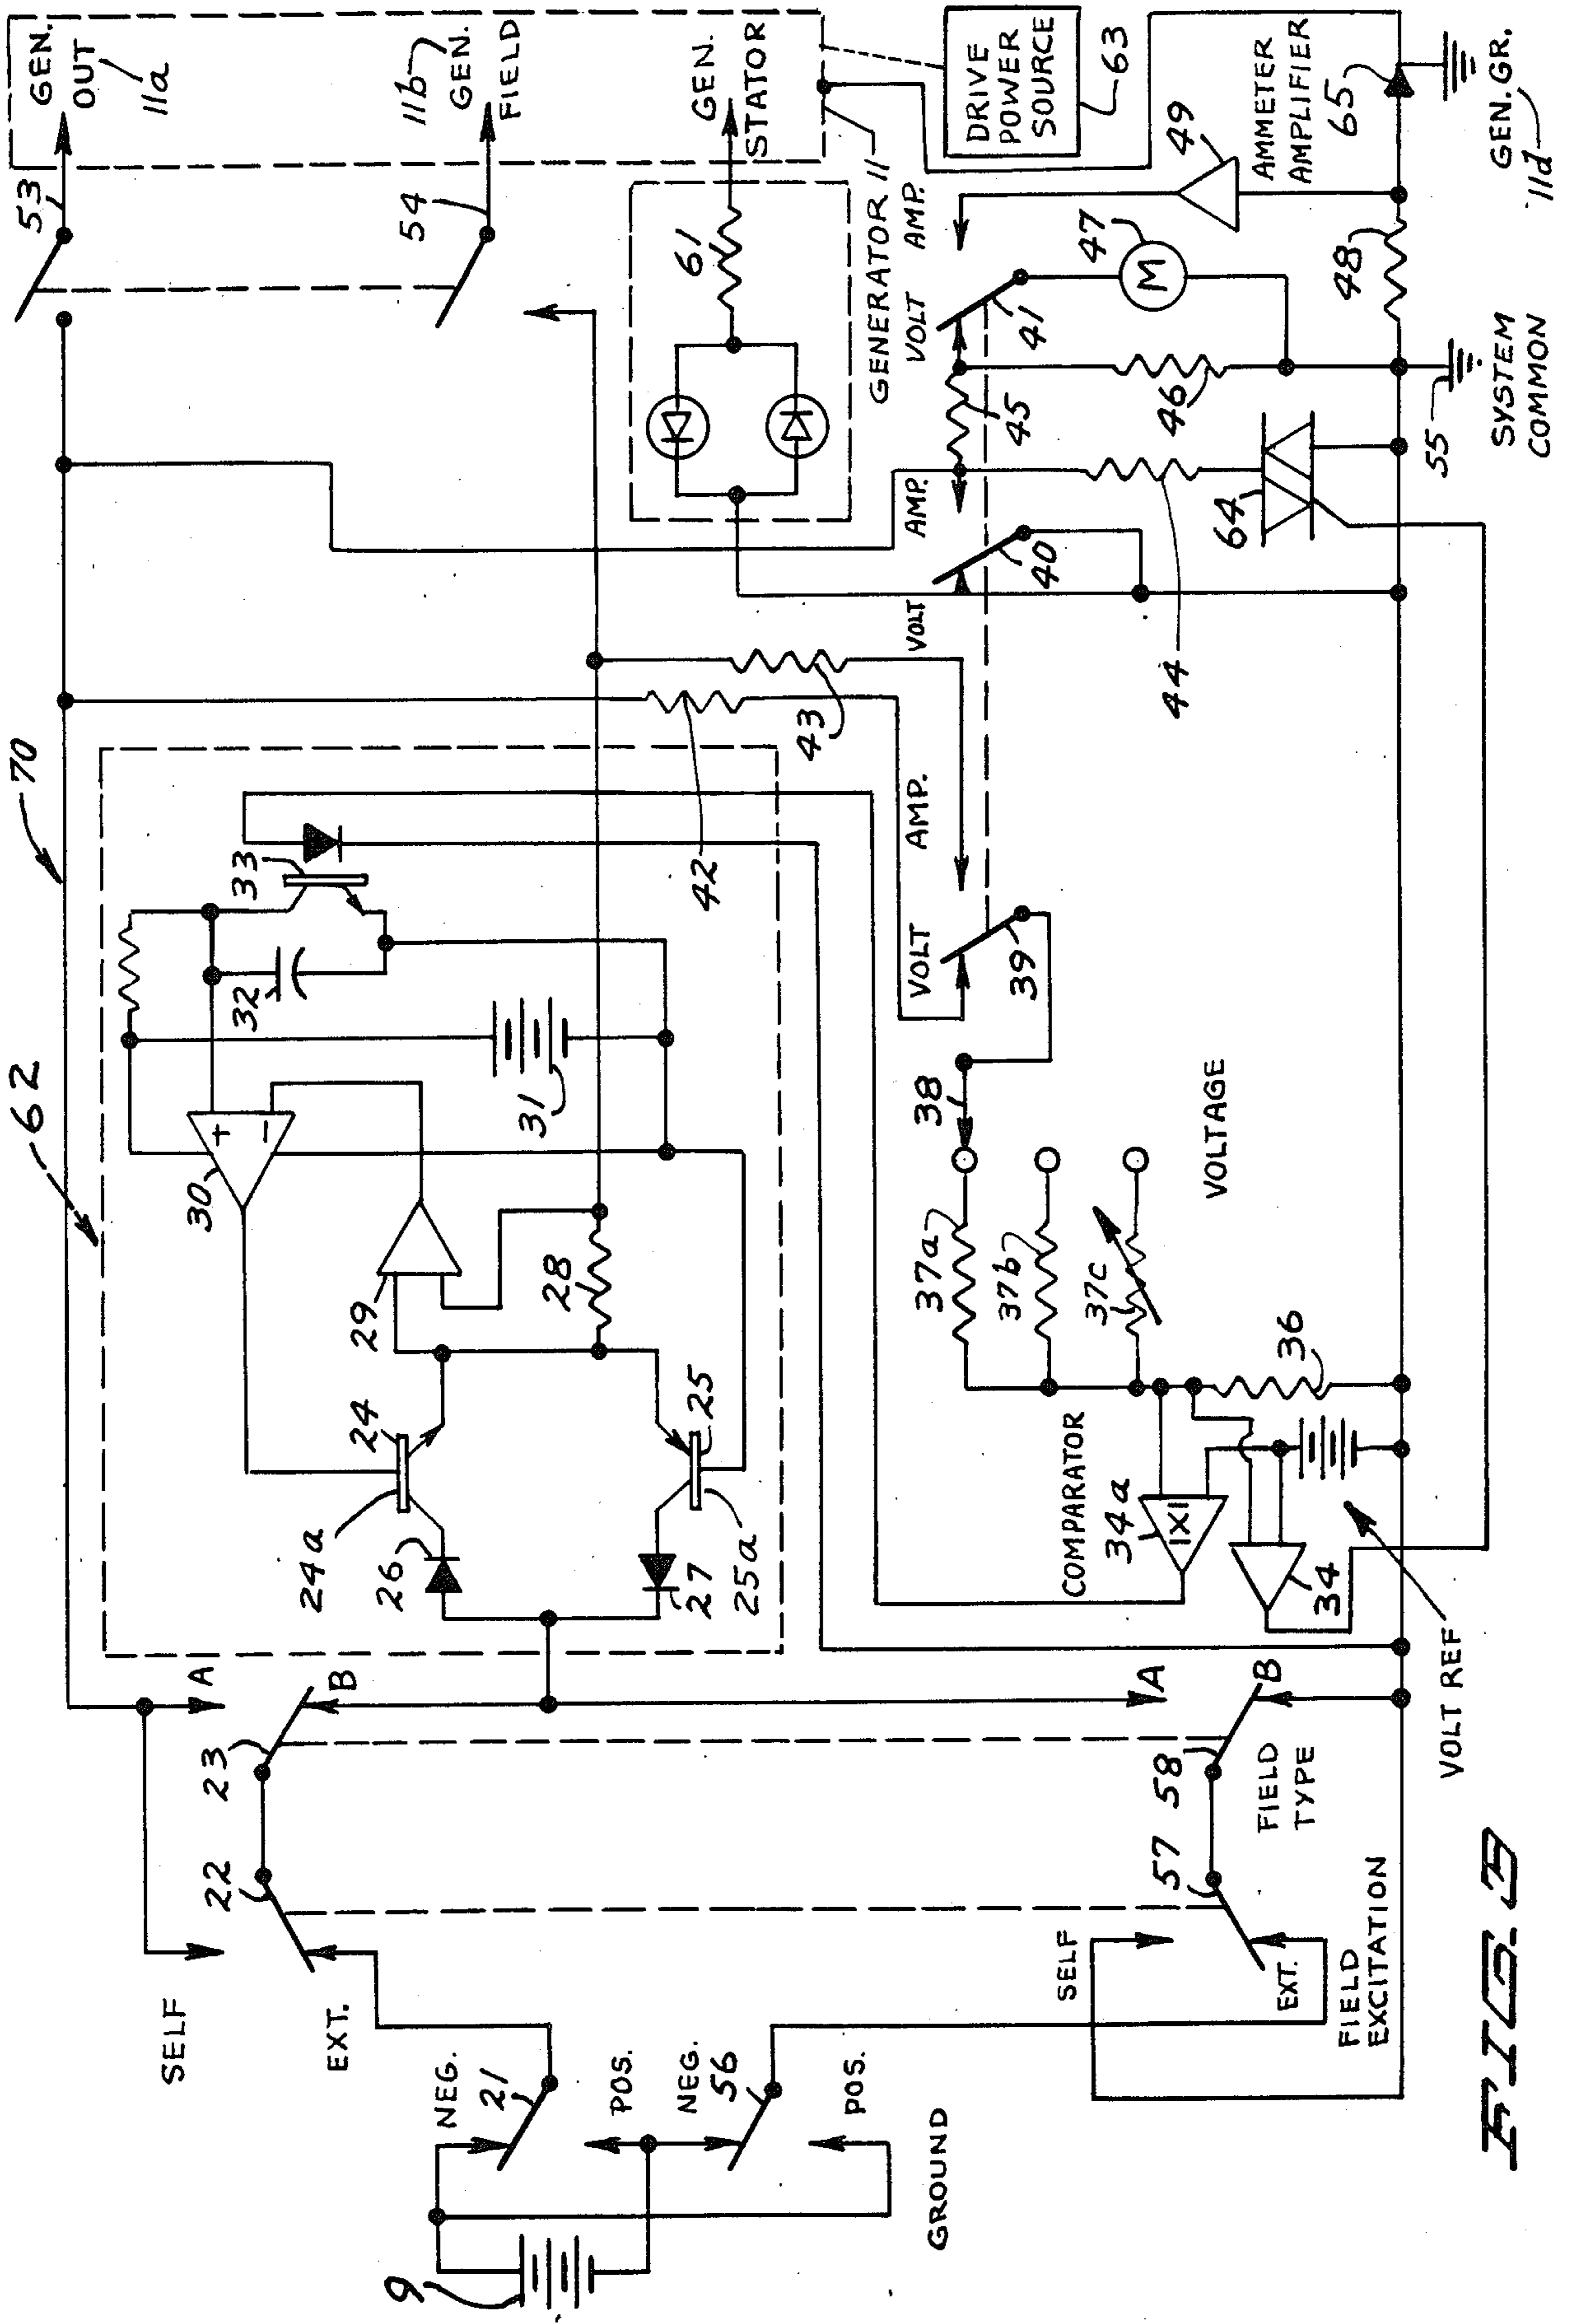 70
62
53
GEN.
OUT
11a
54
11b
GEN.
FIELD
GEN.
STATOR
61
GENERATOR 11
DRIVE
POWER
SOURCE
63
SELF
A
23
22
B
EXT.
24
24a
26
27
25
25a
30
+
−
29
28
31
32
33
42
43
NEG.
21
POS.
NEG.
56
POS.
GROUND
9
VOLT
AMP.
39
38
VOLT
AMP.
40
44
64
45
VOLT
AMP.
41
46
M
47
49
AMMETER
AMPLIFIER
65
48
GEN. GR.
11d
55
SYSTEM
COMMON
37a
37b
37c
VOLTAGE
36
COMPARATOR
34a
|X|
34
VOLT REF
A
B
58
57
FIELD
TYPE
SELF
EXT.
FIELD
EXCITATION
FIG. 3